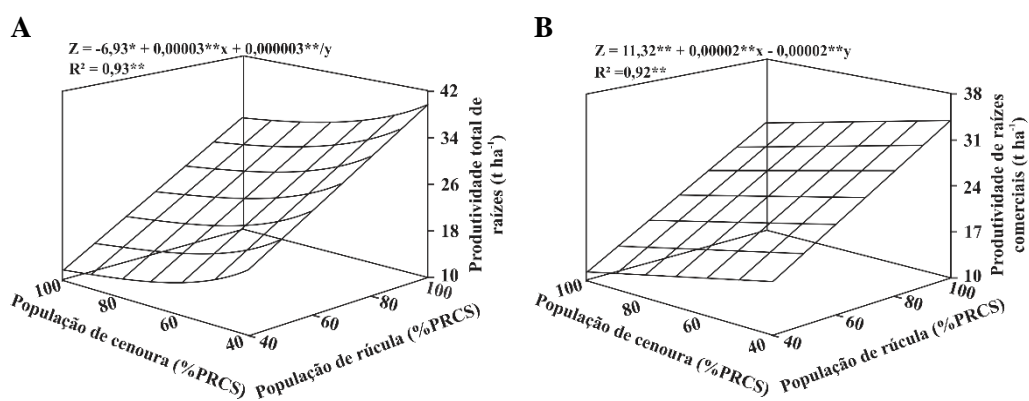 A
Z = -6,93* + 0,00003**x + 0,000003**/y
R² = 0,93**
Produtividade total de
raízes (t ha⁻¹)
42
34
26
18
10
100
80
60
40
População de cenoura (%PRCS)
40
60
80
100
População de rúcula (%PRCS)
B
Z = 11,32** + 0,00002**x - 0,00002**y
R² =0,92**
Produtividade de raízes
comerciais (t ha⁻¹)
38
31
24
17
10
100
80
60
40
População de cenoura (%PRCS)
40
60
80
100
População de rúcula (%PRCS)